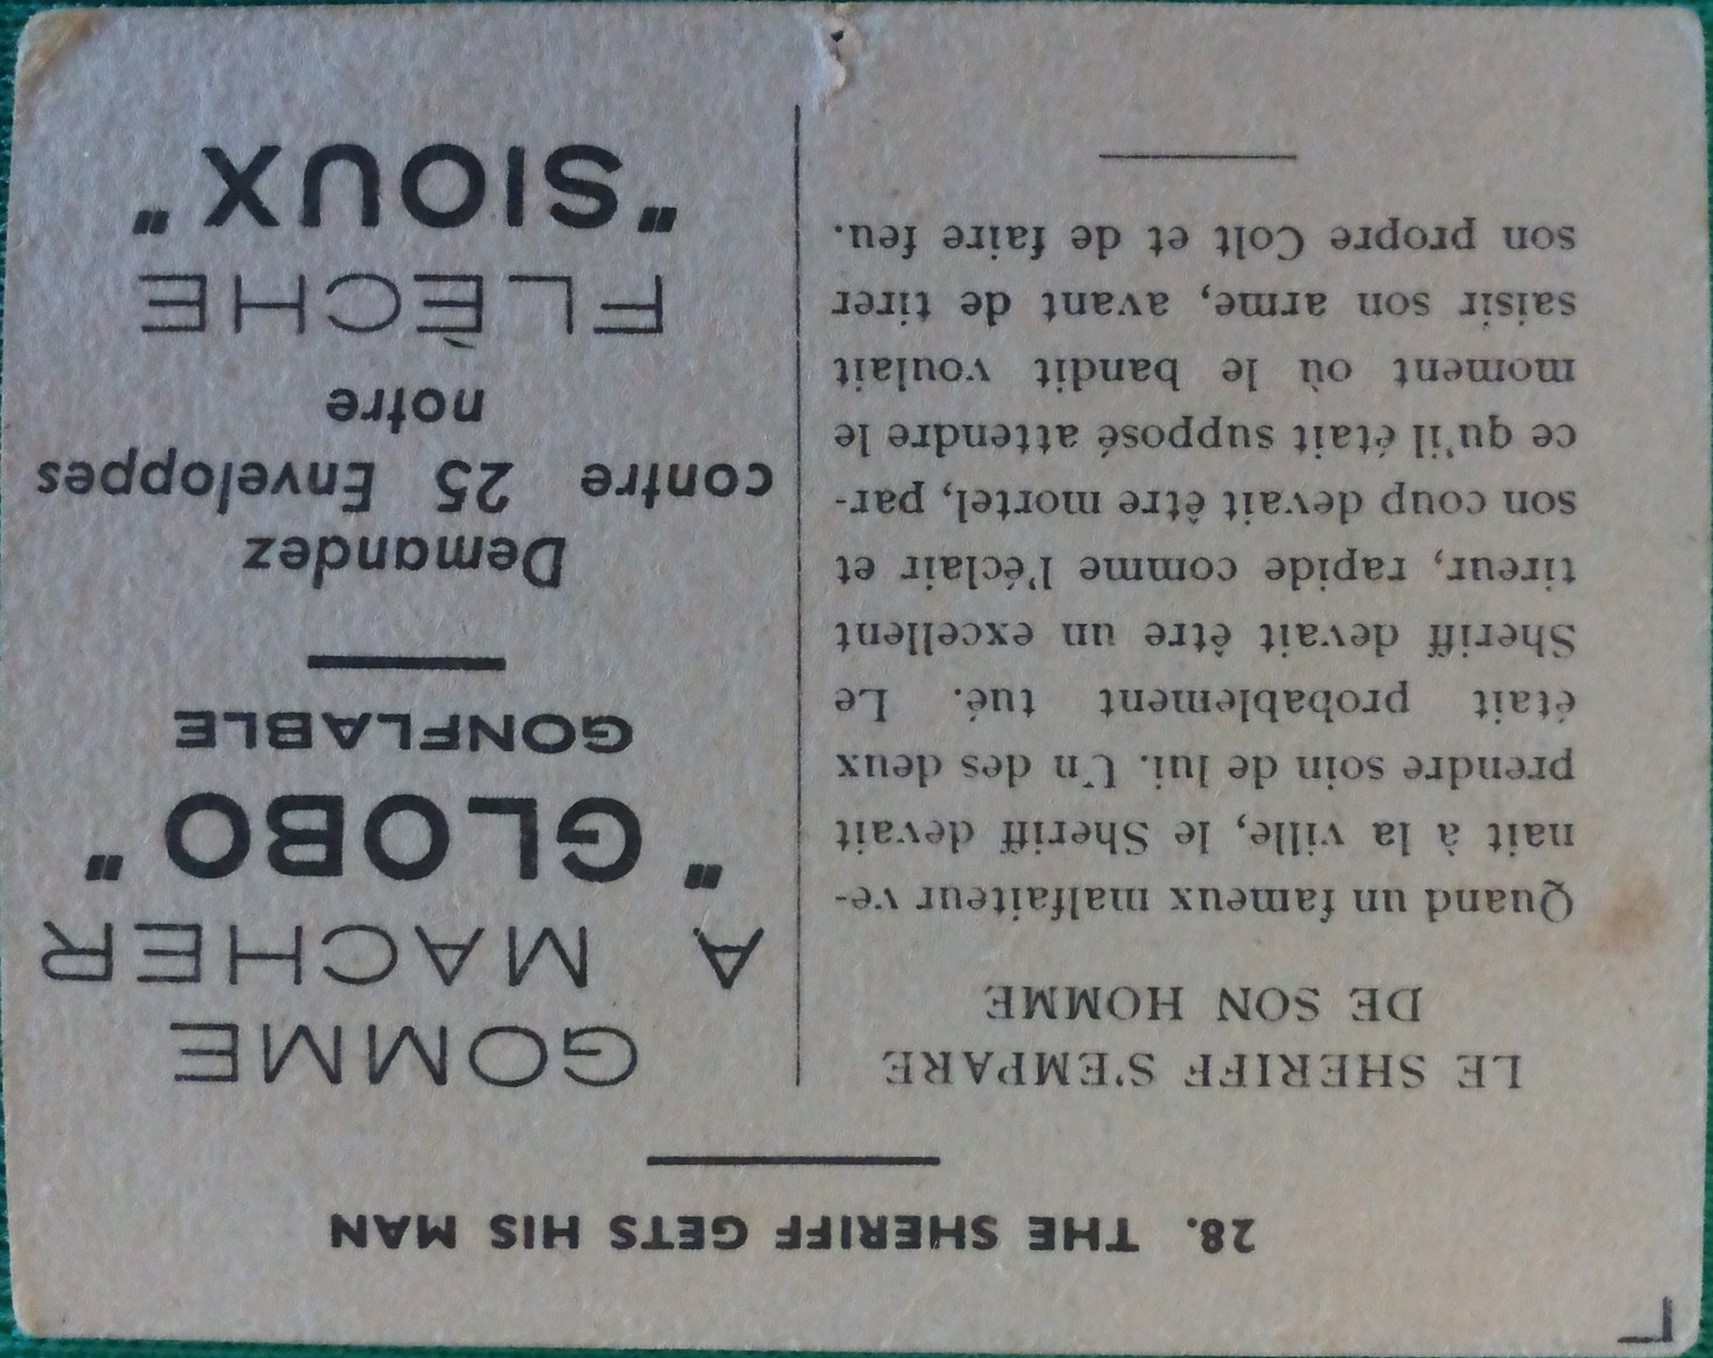 28. THE SHERIFF GETS HIS MAN
LE SHERIFF S'EMPARE
DE SON HOMME
Quand un fameux malfaiteur ve-
nait à la ville, le Sheriff devait
prendre soin de lui. Un des deux
était probablement tué. Le
Sheriff devait être un excellent
tireur, rapide comme l'éclair et
son coup devait être mortel, par-
ce qu'il était supposé attendre le
moment où le bandit voulait
saisir son arme, avant de tirer
son propre Colt et de faire feu.
GOMME
A MACHER
"GLOBO"
GONFLABLE
Demandez
contre 25 Enveloppes
notre
FLÈCHE
"SIOUX"